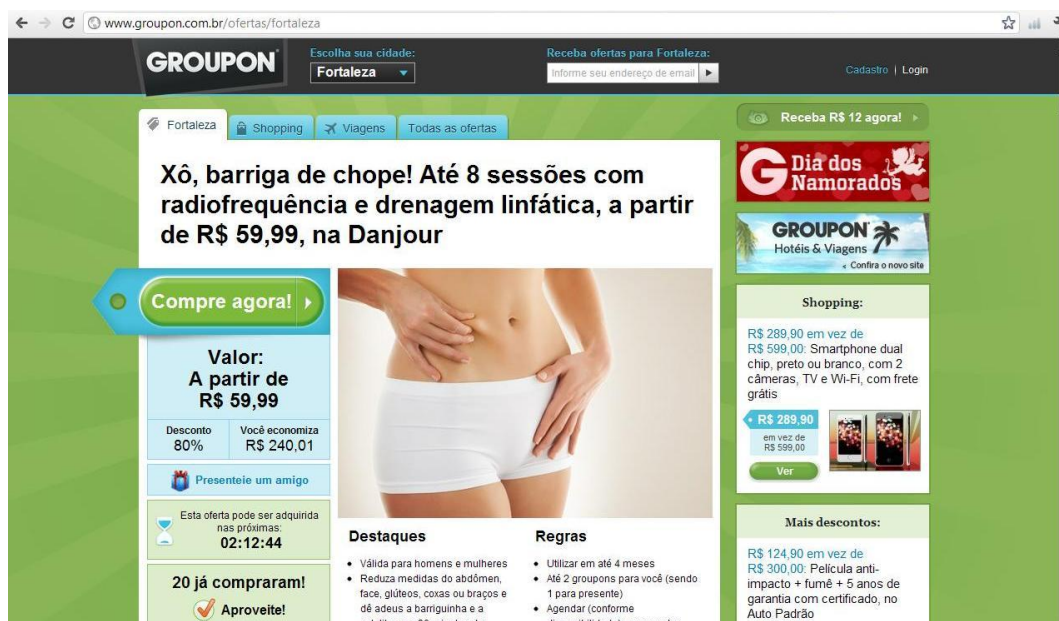 www.groupon.com.br/ofertas/fortaleza
GROUPON
Escolha sua cidade:
Fortaleza
Receba ofertas para Fortaleza:
Informe seu endereço de email
Cadastro | Login
Fortaleza
Shopping
Viagens
Todas as ofertas
Xô, barriga de chope! Até 8 sessões com
radiofrequência e drenagem linfática, a partir
de R$ 59,99, na Danjour
Compre agora!
Valor:
A partir de
R$ 59,99
Desconto
80%
Você economiza
R$ 240,01
Presenteie um amigo
Esta oferta pode ser adquirida
nas próximas:
02:12:44
20 já compraram!
Aproveite!
Destaques
• Válida para homens e mulheres
• Reduza medidas do abdômen,
face, glúteos, coxas ou braços e
dê adeus a barriguinha e a
Regras
• Utilizar em até 4 meses
• Até 2 groupons para você (sendo
1 para presente)
• Agendar (conforme
Receba R$ 12 agora!
G Dia dos
Namorados
GROUPON
Hotéis & Viagens
Confira o novo site
Shopping:
R$ 289,90 em vez de
R$ 599,00: Smartphone dual
chip, preto ou branco, com 2
câmeras, TV e Wi-Fi, com frete
grátis
R$ 289,90
em vez de
R$ 599,00
Ver
Mais descontos:
R$ 124,90 em vez de
R$ 300,00: Película anti-
impacto + fumê + 5 anos de
garantia com certificado, no
Auto Padrão